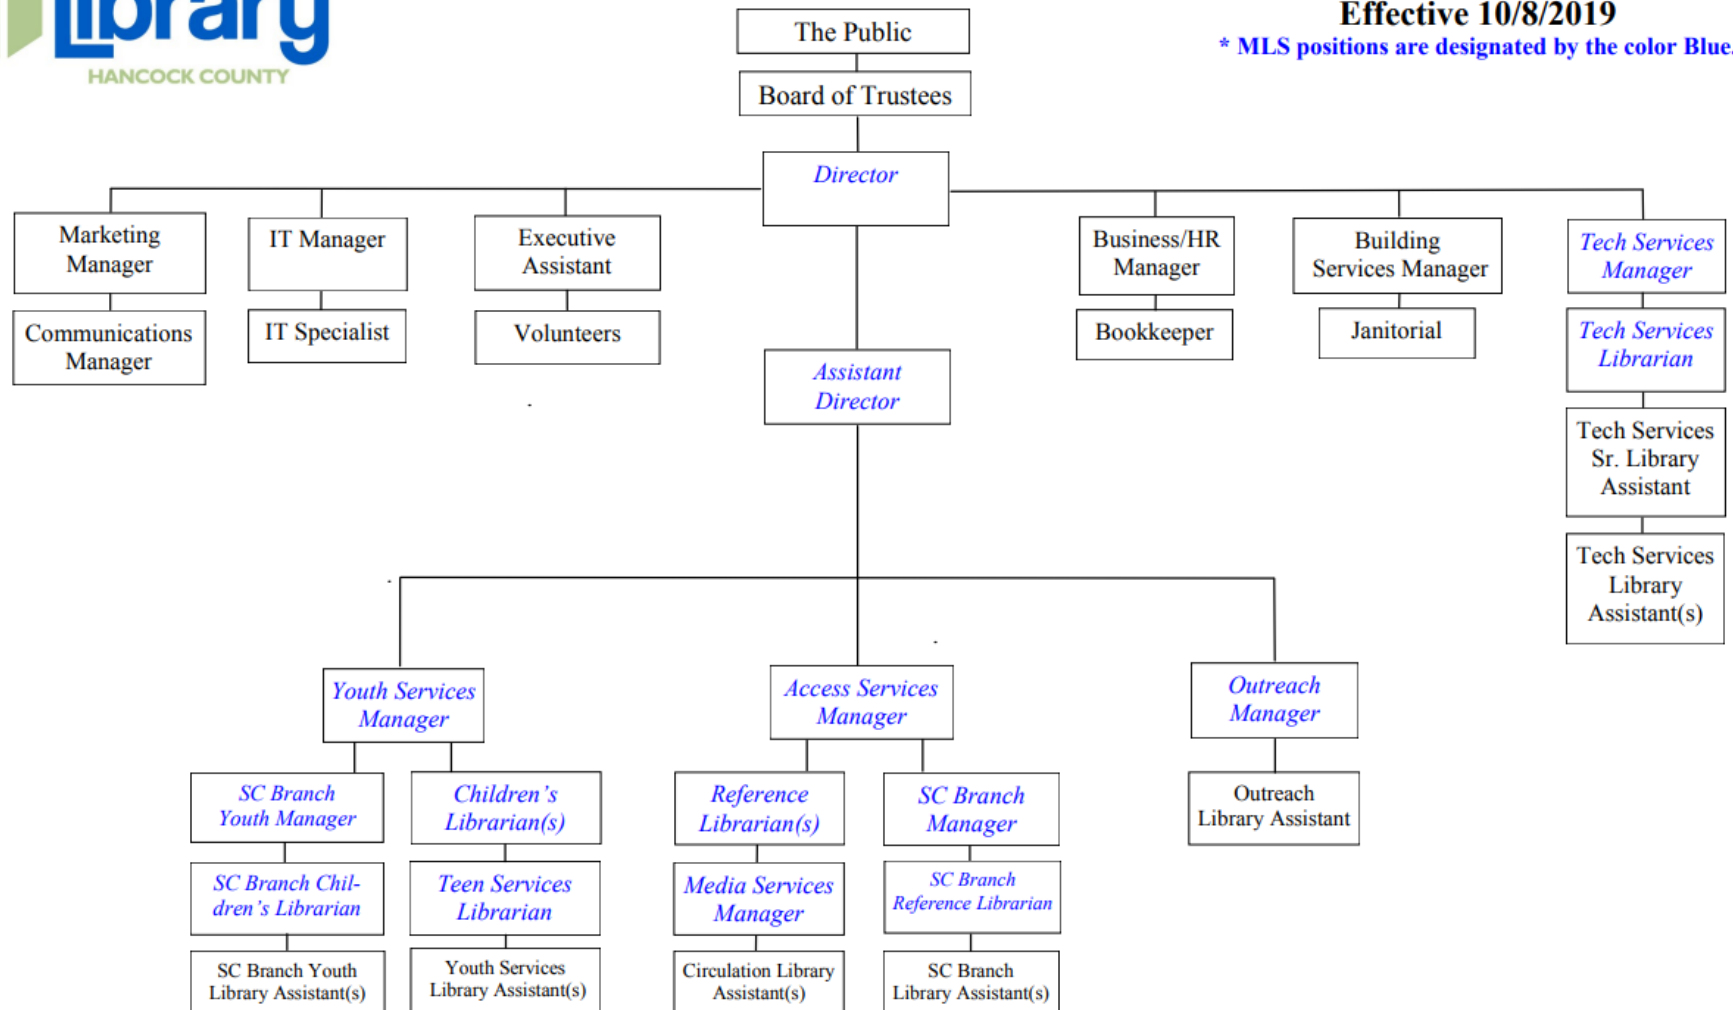 Library
HANCOCK COUNTY
Effective 10/8/2019
* MLS positions are designated by the color Blue.
The Public
Board of Trustees
Director
Marketing
Manager
IT Manager
Executive
Assistant
Business/HR
Manager
Building
Services Manager
Tech Services
Manager
Communications
Manager
IT Specialist
Volunteers
Bookkeeper
Janitorial
Tech Services
Librarian
Assistant
Director
Tech Services
Sr. Library
Assistant
Tech Services
Library
Assistant(s)
Youth Services
Manager
Access Services
Manager
Outreach
Manager
SC Branch
Youth Manager
Children's
Librarian(s)
Reference
Librarian(s)
SC Branch
Manager
Outreach
Library Assistant
SC Branch Chil-
dren's Librarian
Teen Services
Librarian
Media Services
Manager
SC Branch
Reference Librarian
SC Branch Youth
Library Assistant(s)
Youth Services
Library Assistant(s)
Circulation Library
Assistant(s)
SC Branch
Library Assistant(s)